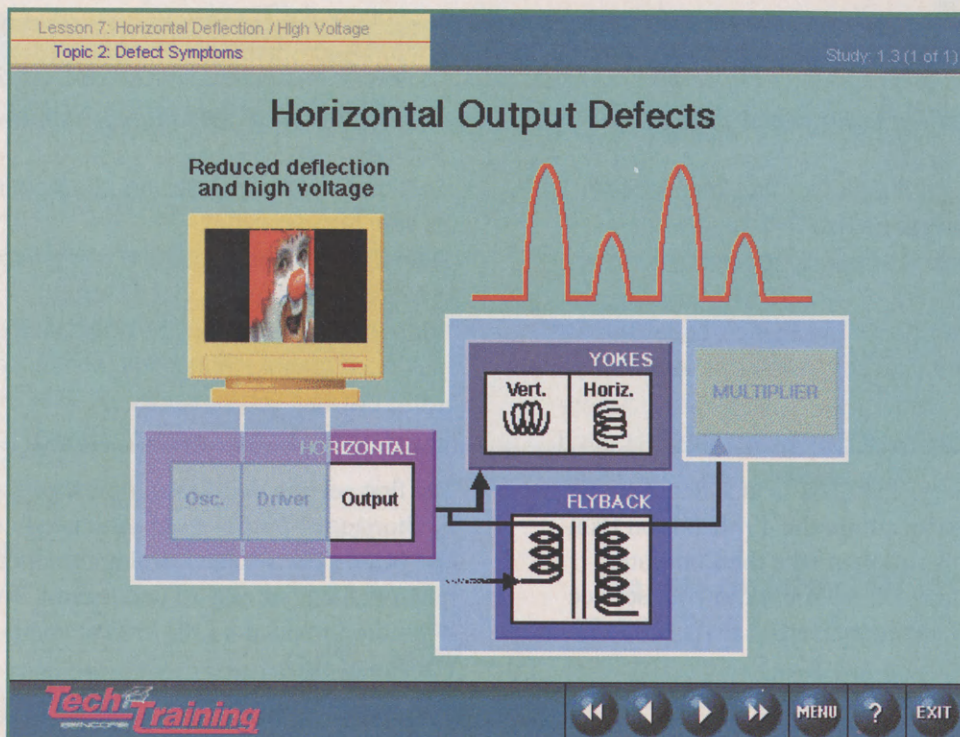 Lesson 7: Horizontal Deflection / High Voltage
Topic 2: Defect Symptoms
Study: 1.3 (1 of 1)
Horizontal Output Defects
Reduced deflection
and high voltage
YOKES
Vert.
Horiz.
MULTIPLIER
HORIZONTAL
Osc.
Driver
Output
FLYBACK
Tech
Training
SENCORE
MENU
?
EXIT